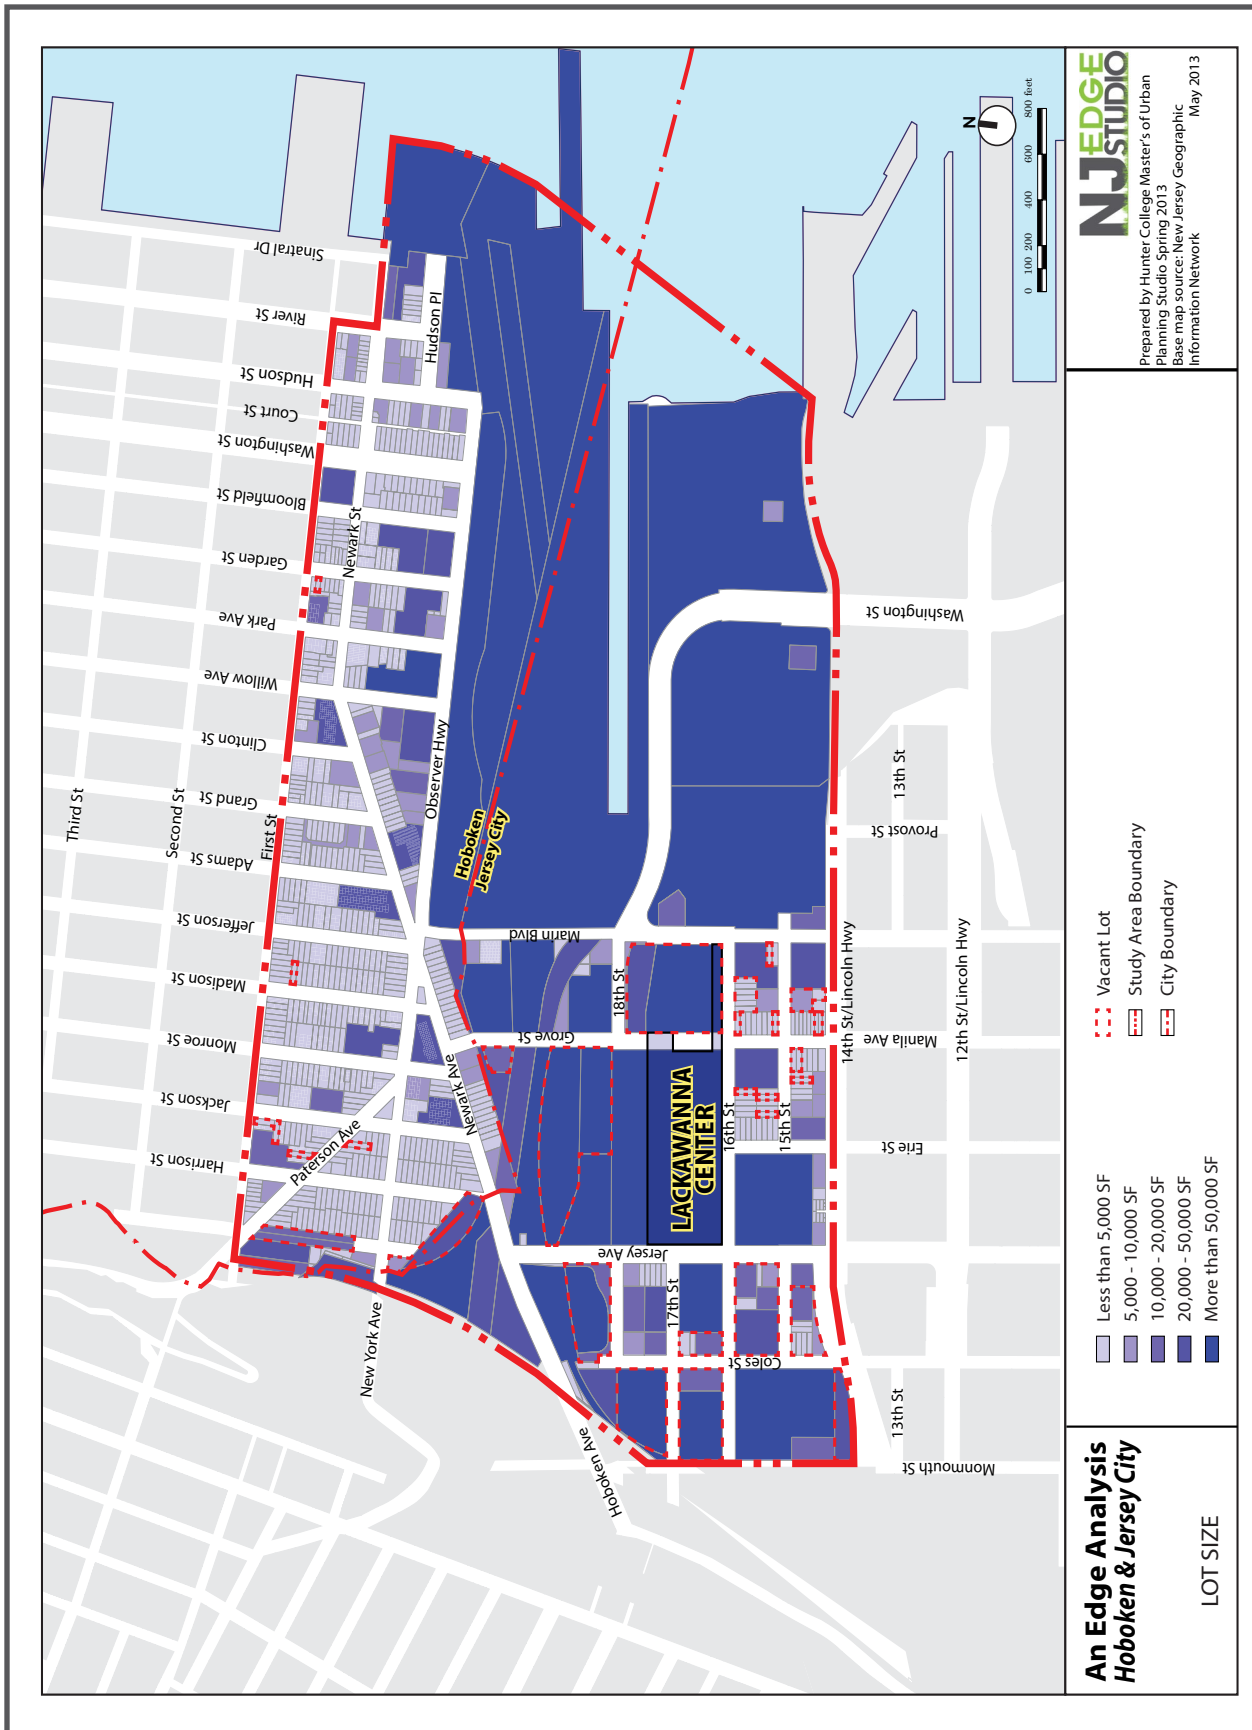 Third St
Second St
First St
Sinatral Dr
River St
Hudson St
Court St
Washington St
Bloomfield St
Garden St
Park Ave
Willow Ave
Clinton St
Grand St
Adams St
Jefferson St
Madison St
Monroe St
Jackson St
Harrison St
Paterson Ave
New York Ave
Newark St
Hudson Pl
Observer Hwy
Newark Ave
Hoboken
Jersey City
Marin Blvd
Grove St
Jersey Ave
Coles St
Hoboken Ave
18th St
17th St
16th St
15th St
LACKAWANNA
CENTER
14th St/Lincoln Hwy
Washington St
13th St
Provost St
Manila Ave
12th St/Lincoln Hwy
Erie St
13th St
Monmouth St
N
0 100 200 400 600 800 feet
An Edge Analysis
Hoboken & Jersey City
LOT SIZE
Less than 5,000 SF
5,000 - 10,000 SF
10,000 - 20,000 SF
20,000 - 50,000 SF
More than 50,000 SF
Vacant Lot
Study Area Boundary
City Boundary
NJ EDGE
STUDIO
Prepared by Hunter College Master's of Urban
Planning Studio Spring 2013
Base map source: New Jersey Geographic
Information Network
May 2013